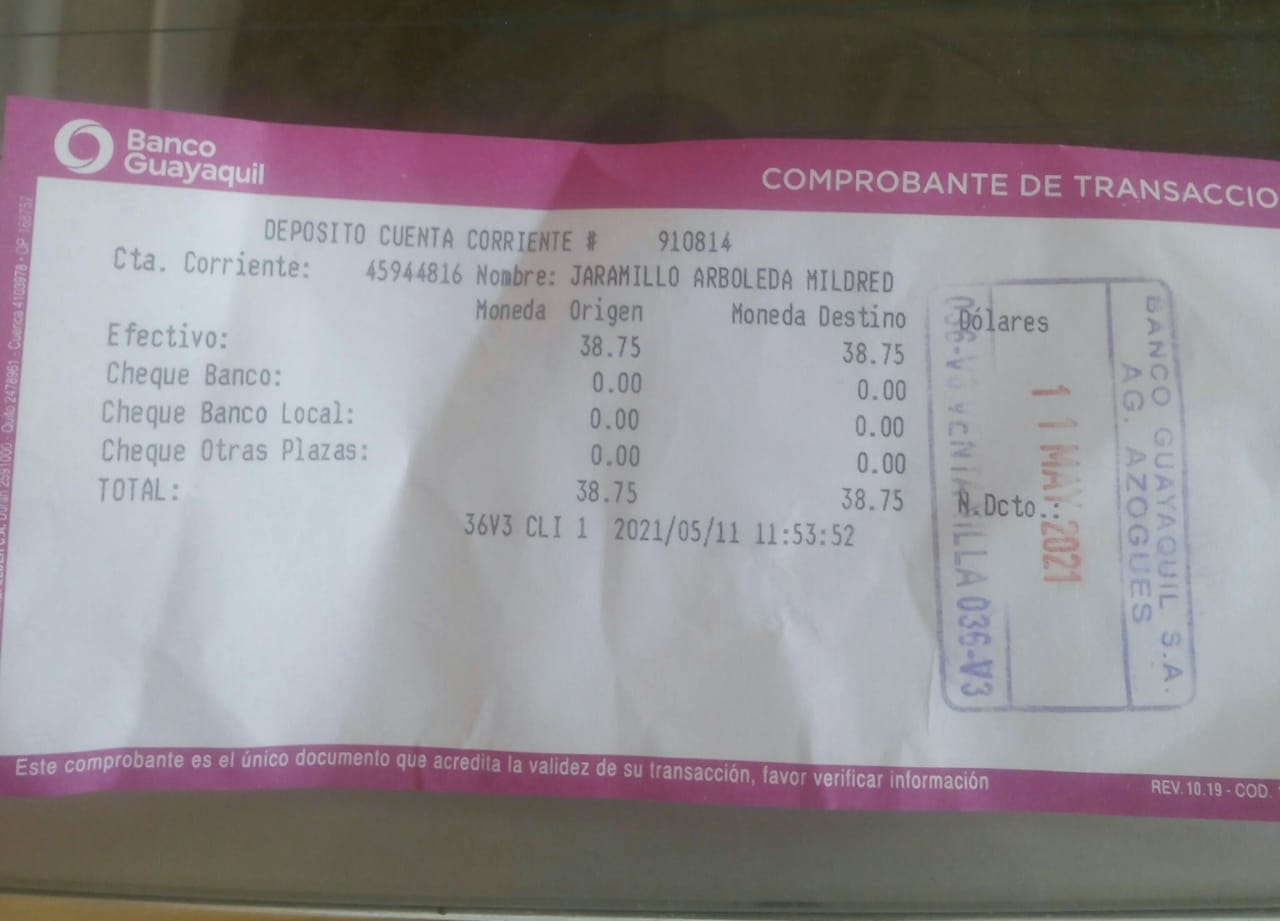 Banco
Guayaquil
COMPROBANTE DE TRANSACCIO
DEPOSITO CUENTA CORRIENTE # 910814
Cta. Corriente: 45944816 Nombre: JARAMILLO ARBOLEDA MILDRED
Moneda Origen Moneda Destino Dólares
Efectivo: 38.75 38.75
Cheque Banco: 0.00 0.00
Cheque Banco Local: 0.00 0.00
Cheque Otras Plazas: 0.00 0.00
TOTAL: 38.75 38.75 N.Dcto.:
36V3 CLI 1 2021/05/11 11:53:52
BANCO GUAYAQUIL S.A.
AG. AZOGUES
11 MAY 2021
036-V3 VENTANILLA 036-V3
Este comprobante es el único documento que acredita la validez de su transacción, favor verificar información
REV. 10.19 - COD.
2591000 - Quito 2478961 - Cuenca 4103978 - OP 168757